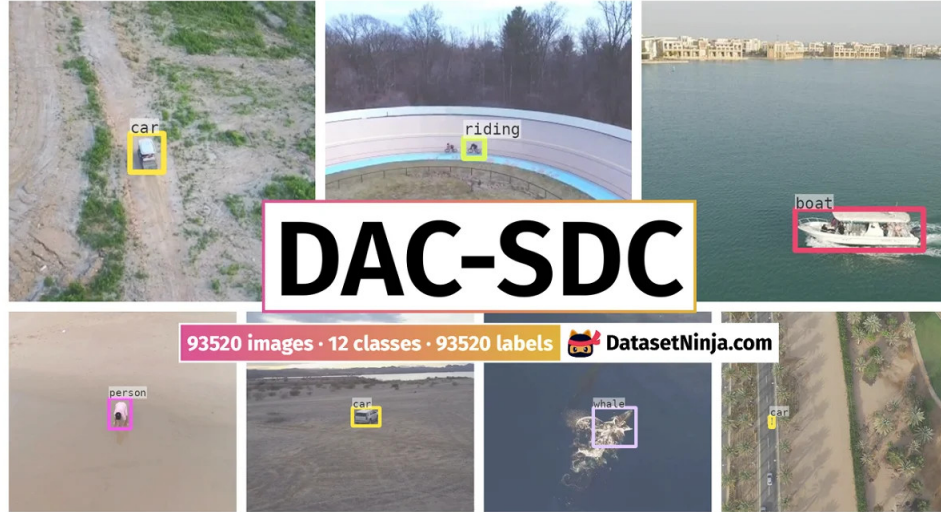 car
riding
boat
DAC-SDC
93520 images · 12 classes · 93520 labels
DatasetNinja.com
person
car
whale
car